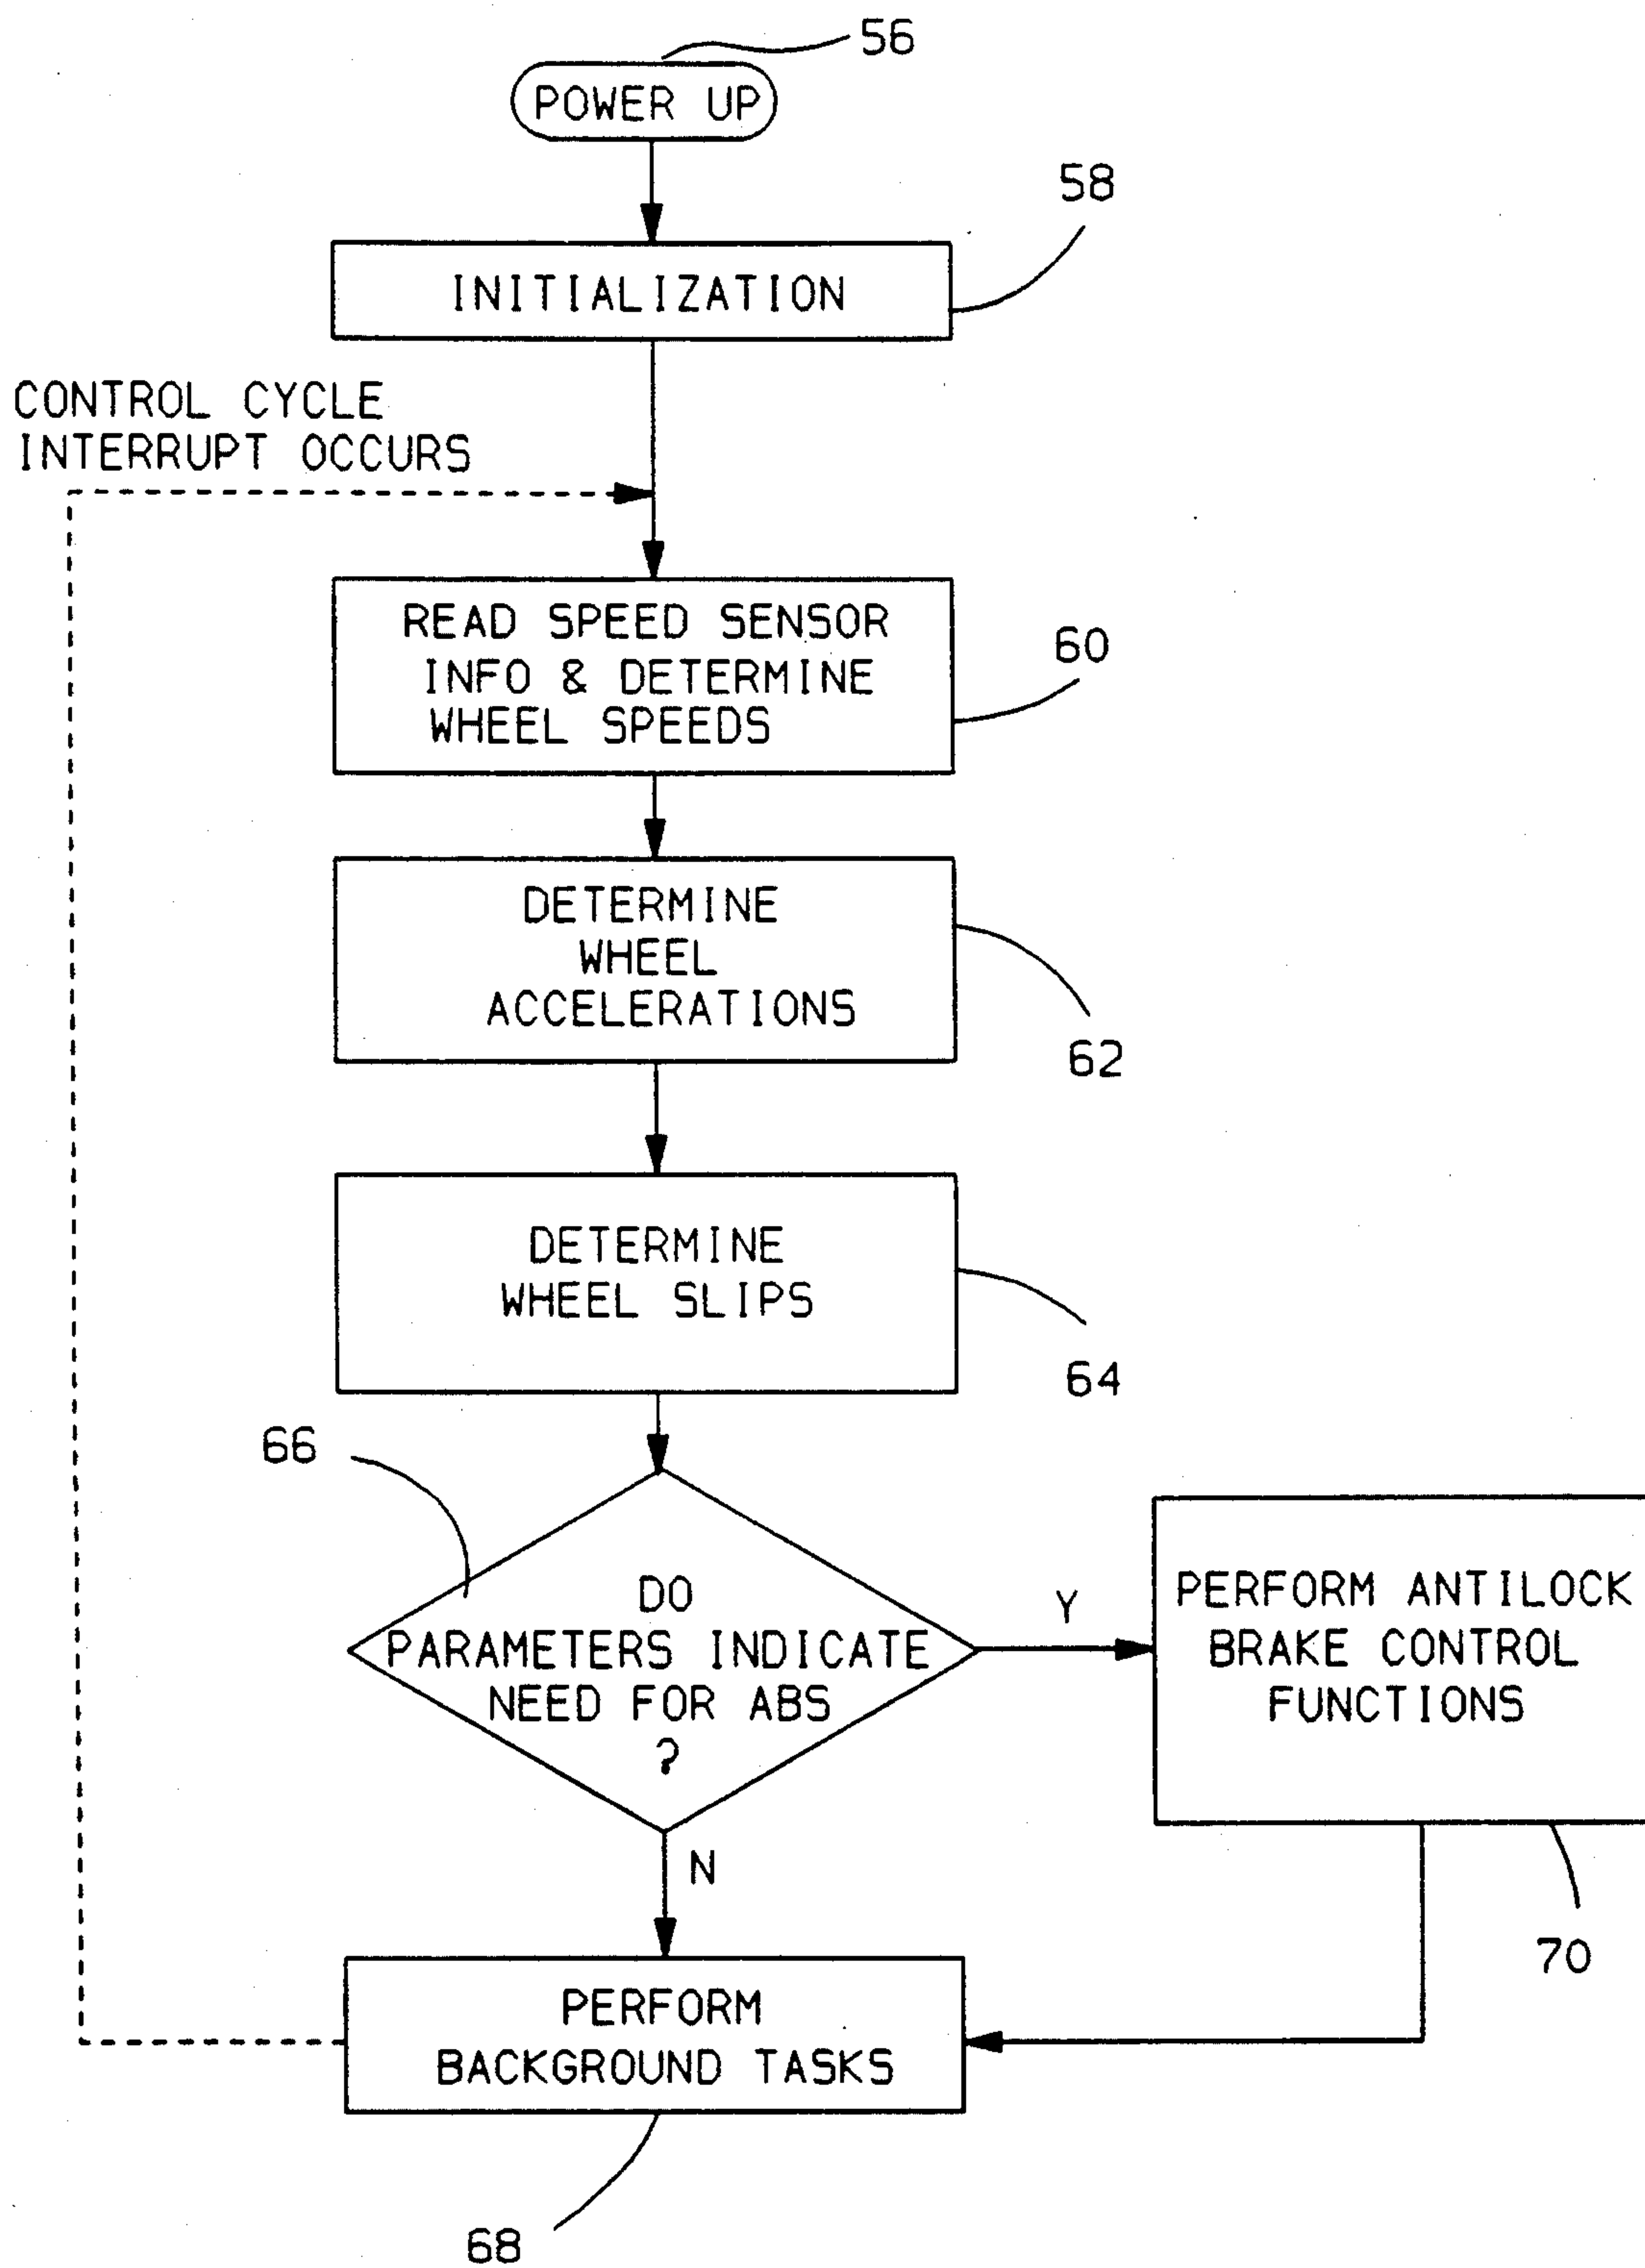 56
POWER UP
58
INITIALIZATION
CONTROL CYCLE
INTERRUPT OCCURS
READ SPEED SENSOR
INFO & DETERMINE
WHEEL SPEEDS
60
DETERMINE
WHEEL
ACCELERATIONS
62
DETERMINE
WHEEL SLIPS
64
66
DO
PARAMETERS INDICATE
NEED FOR ABS
?
Y
PERFORM ANTILOCK
BRAKE CONTROL
FUNCTIONS
N
70
PERFORM
BACKGROUND TASKS
68